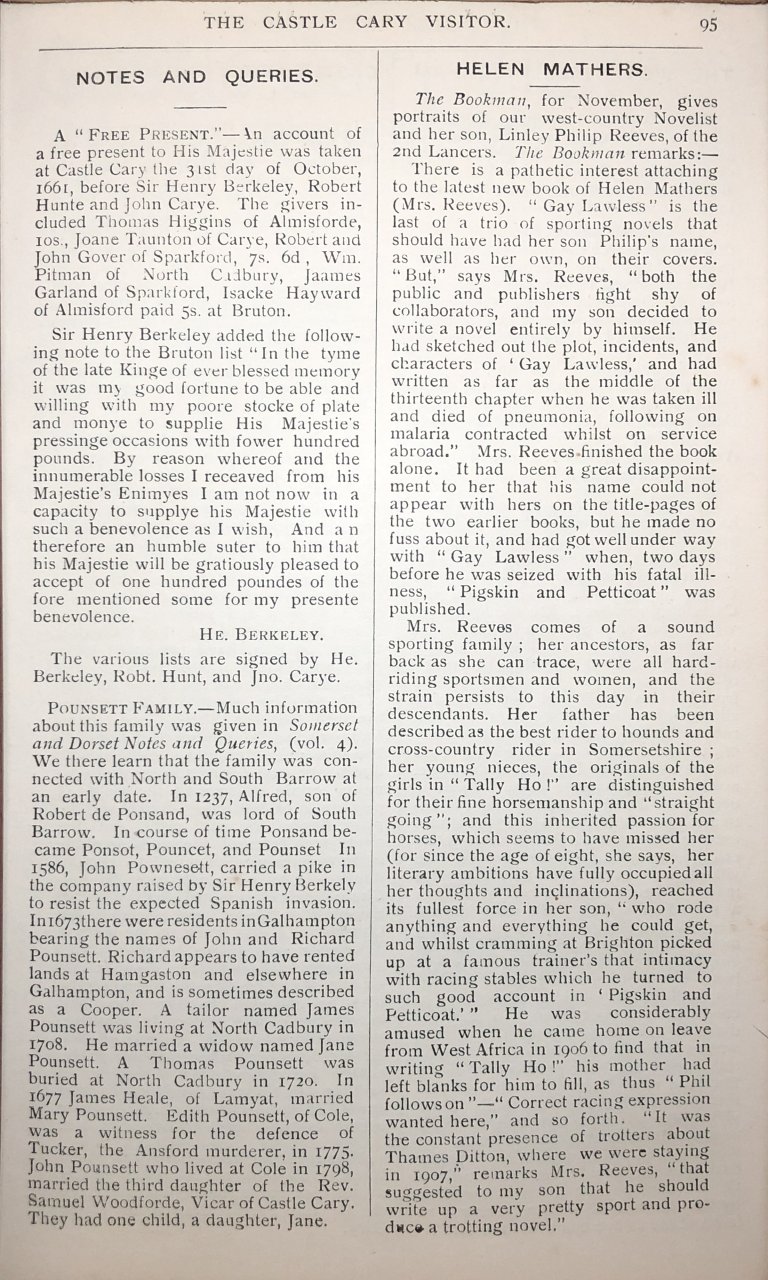 THE CASTLE CARY VISITOR. 95
NOTES AND QUERIES.
A “ FREE PRESENT.”—An account of
a free present to His Majestie was taken
at Castle Cary the 31st day of October,
1661, before Sir Henry Berkeley, Robert
Hunte and John Carye. The givers in-
cluded Thomas Higgins of Almisforde,
10s., Joane Taunton of Carye, Robert and
John Gover of Sparkford, 7s. 6d , Wm.
Pitman of North Cadbury, Jaames
Garland of Sparkford, Isacke Hayward
of Almisford paid 5s. at Bruton.
Sir Henry Berkeley added the follow-
ing note to the Bruton list “ In the tyme
of the late Kinge of ever blessed memory
it was my good fortune to be able and
willing with my poore stocke of plate
and monye to supplie His Majestie's
pressinge occasions with fower hundred
pounds. By reason whereof and the
innumerable losses I receaved from his
Majestie's Enimyes I am not now in a
capacity to supplye his Majestie with
such a benevolence as I wish, And a n
therefore an humble suter to him that
his Majestie will be gratiously pleased to
accept of one hundred poundes of the
fore mentioned some for my presente
benevolence.
HE. BERKELEY.
The various lists are signed by He.
Berkeley, Robt. Hunt, and Jno. Carye.
POUNSETT FAMILY.—Much information
about this family was given in Somerset
and Dorset Notes and Queries, (vol. 4).
We there learn that the family was con-
nected with North and South Barrow at
an early date. In 1237, Alfred, son of
Robert de Ponsand, was lord of South
Barrow. In course of time Ponsand be-
came Ponsot, Pouncet, and Pounset In
1586, John Pownesett, carried a pike in
the company raised by Sir Henry Berkely
to resist the expected Spanish invasion.
In1673there were residents inGalhampton
bearing the names of John and Richard
Pounsett. Richard appears to have rented
lands at Hamgaston and elsewhere in
Galhampton, and is sometimes described
as a Cooper. A tailor named James
Pounsett was living at North Cadbury in
1708. He married a widow named Jane
Pounsett. A Thomas Pounsett was
buried at North Cadbury in 1720. In
1677 James Heale, of Lamyat, married
Mary Pounsett. Edith Pounsett, of Cole,
was a witness for the defence of
Tucker, the Ansford murderer, in 1775.
John Pounsett who lived at Cole in 1798,
married the third daughter of the Rev.
Samuel Woodforde, Vicar of Castle Cary.
They had one child, a daughter, Jane.
HELEN MATHERS.
The Bookman, for November, gives
portraits of our west-country Novelist
and her son, Linley Philip Reeves, of the
2nd Lancers. The Bookman remarks:—
There is a pathetic interest attaching
to the latest new book of Helen Mathers
(Mrs. Reeves). “ Gay Lawless ” is the
last of a trio of sporting novels that
should have had her son Philip's name,
as well as her own, on their covers.
“ But,” says Mrs. Reeves, “ both the
public and publishers fight shy of
collaborators, and my son decided to
write a novel entirely by himself. He
had sketched out the plot, incidents, and
characters of ‘ Gay Lawless,’ and had
written as far as the middle of the
thirteenth chapter when he was taken ill
and died of pneumonia, following on
malaria contracted whilst on service
abroad.” Mrs. Reeves finished the book
alone. It had been a great disappoint-
ment to her that his name could not
appear with hers on the title-pages of
the two earlier books, but he made no
fuss about it, and had got well under way
with “ Gay Lawless ” when, two days
before he was seized with his fatal ill-
ness, “ Pigskin and Petticoat ” was
published.
Mrs. Reeves comes of a sound
sporting family ; her ancestors, as far
back as she can trace, were all hard-
riding sportsmen and women, and the
strain persists to this day in their
descendants. Her father has been
described as the best rider to hounds and
cross-country rider in Somersetshire ;
her young nieces, the originals of the
girls in “ Tally Ho !” are distinguished
for their fine horsemanship and “ straight
going ”; and this inherited passion for
horses, which seems to have missed her
(for since the age of eight, she says, her
literary ambitions have fully occupied all
her thoughts and inclinations), reached
its fullest force in her son, “ who rode
anything and everything he could get,
and whilst cramming at Brighton picked
up at a famous trainer's that intimacy
with racing stables which he turned to
such good account in ‘ Pigskin and
Petticoat.’ ” He was considerably
amused when he came home on leave
from West Africa in 1906 to find that in
writing “ Tally Ho !” his mother had
left blanks for him to fill, as thus “ Phil
follows on ”—“ Correct racing expression
wanted here,” and so forth. “It was
the constant presence of trotters about
Thames Ditton, where we were staying
in 1907,” remarks Mrs. Reeves, “ that
suggested to my son that he should
write up a very pretty sport and pro-
duce a trotting novel.”